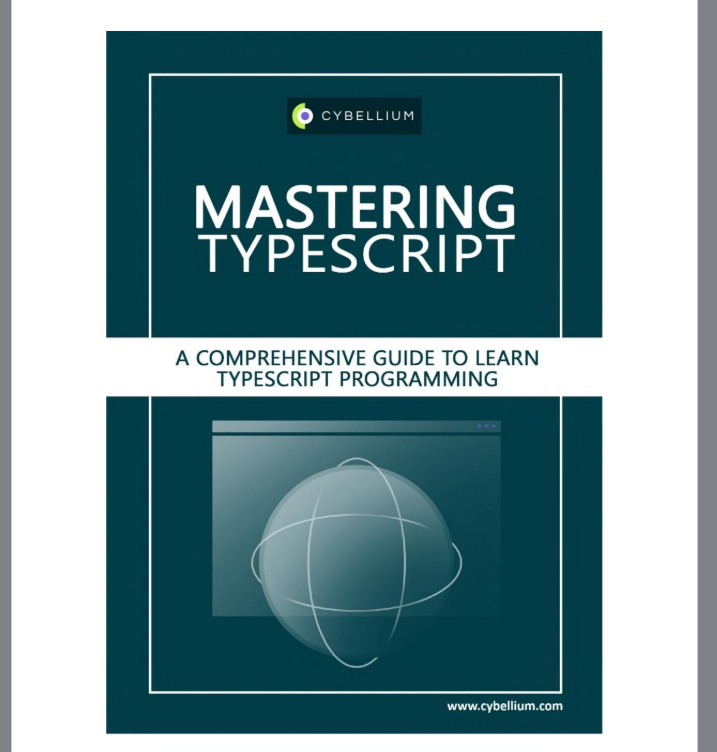 CYBELLIUM
MASTERING
TYPESCRIPT
A COMPREHENSIVE GUIDE TO LEARN
TYPESCRIPT PROGRAMMING
www.cybellium.com